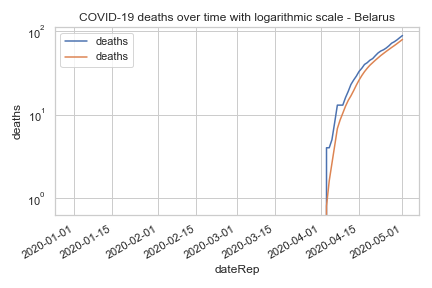 COVID-19 deaths over time with logarithmic scale - Belarus
deaths
deaths
10²
10¹
10⁰
deaths
2020-01-01
2020-01-15
2020-02-01
2020-02-15
2020-03-01
2020-03-15
2020-04-01
2020-04-15
2020-05-01
dateRep